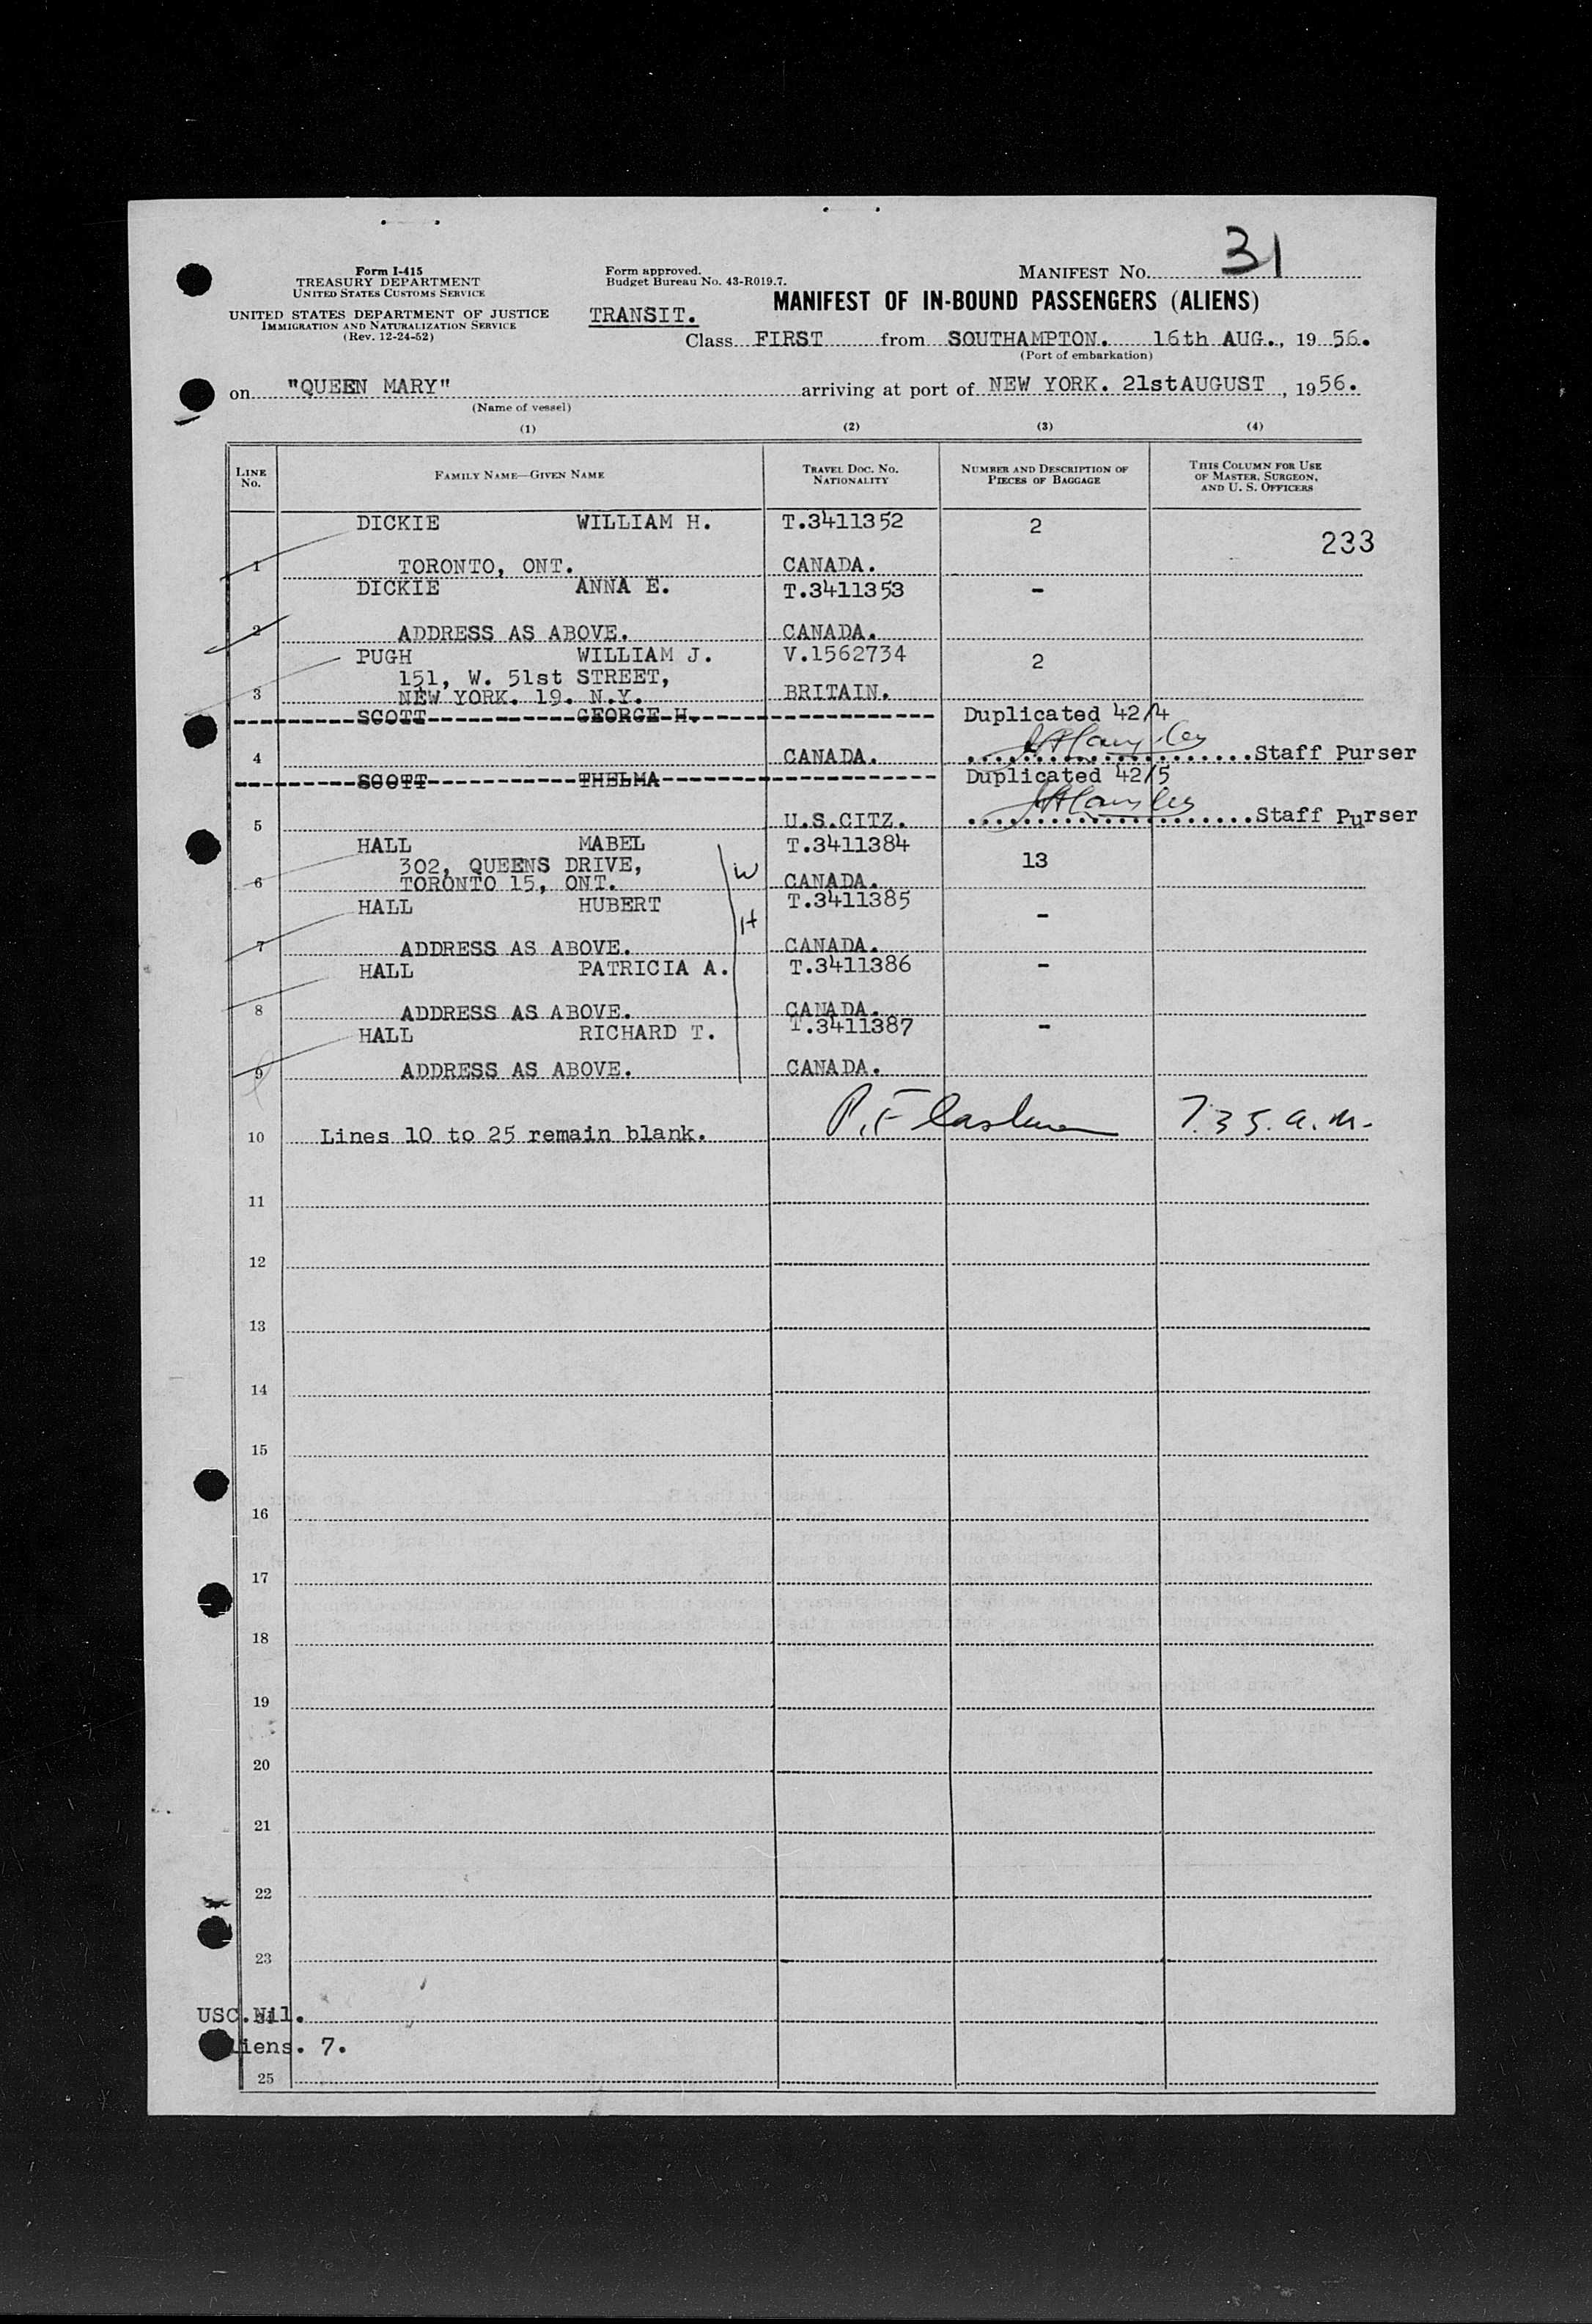 31
Form I-415
TREASURY DEPARTMENT
UNITED STATES CUSTOMS SERVICE
UNITED STATES DEPARTMENT OF JUSTICE
IMMIGRATION AND NATURALIZATION SERVICE
(Rev. 12-24-52)
Form approved.
Budget Bureau No. 43-R019.7.
MANIFEST NO.
MANIFEST OF IN-BOUND PASSENGERS (ALIENS)
TRANSIT.
Class FIRST from SOUTHAMPTON. 16th AUG., 19 56.
(Port of embarkation)
on "QUEEN MARY" arriving at port of NEW YORK. 21st AUGUST, 1956.
(Name of vessel)
(1) (2) (3) (4)
LINE No. FAMILY NAME—GIVEN NAME TRAVEL DOC. NO. NATIONALITY NUMBER AND DESCRIPTION OF PIECES OF BAGGAGE THIS COLUMN FOR USE OF MASTER, SURGEON, AND U. S. OFFICERS
DICKIE WILLIAM H. T.3411352 2
233
1 TORONTO, ONT. CANADA.
DICKIE ANNA E. T.3411353 -
2 ADDRESS AS ABOVE. CANADA.
PUGH WILLIAM J. V.1562734 2
151, W. 51st STREET,
3 NEW YORK. 19. N.Y. BRITAIN.
SCOTT GEORGE H. Duplicated 42/4
4 CANADA. Staff Purser
SCOTT THELMA Duplicated 42/5
5 U.S.CITZ. Staff Purser
HALL MABEL T.3411384 13
302, QUEENS DRIVE, W
6 TORONTO 15, ONT. CANADA.
HALL HUBERT T.3411385 -
H
7 ADDRESS AS ABOVE. CANADA.
HALL PATRICIA A. T.3411386 -
8 ADDRESS AS ABOVE. CANADA.
HALL RICHARD T. T.3411387 -
9 ADDRESS AS ABOVE. CANADA.
7.35. a.m.
10 Lines 10 to 25 remain blank.
11
12
13
14
15
16
17
18
19
20
21
22
23
USC. Nil.
24
iens. 7.
25